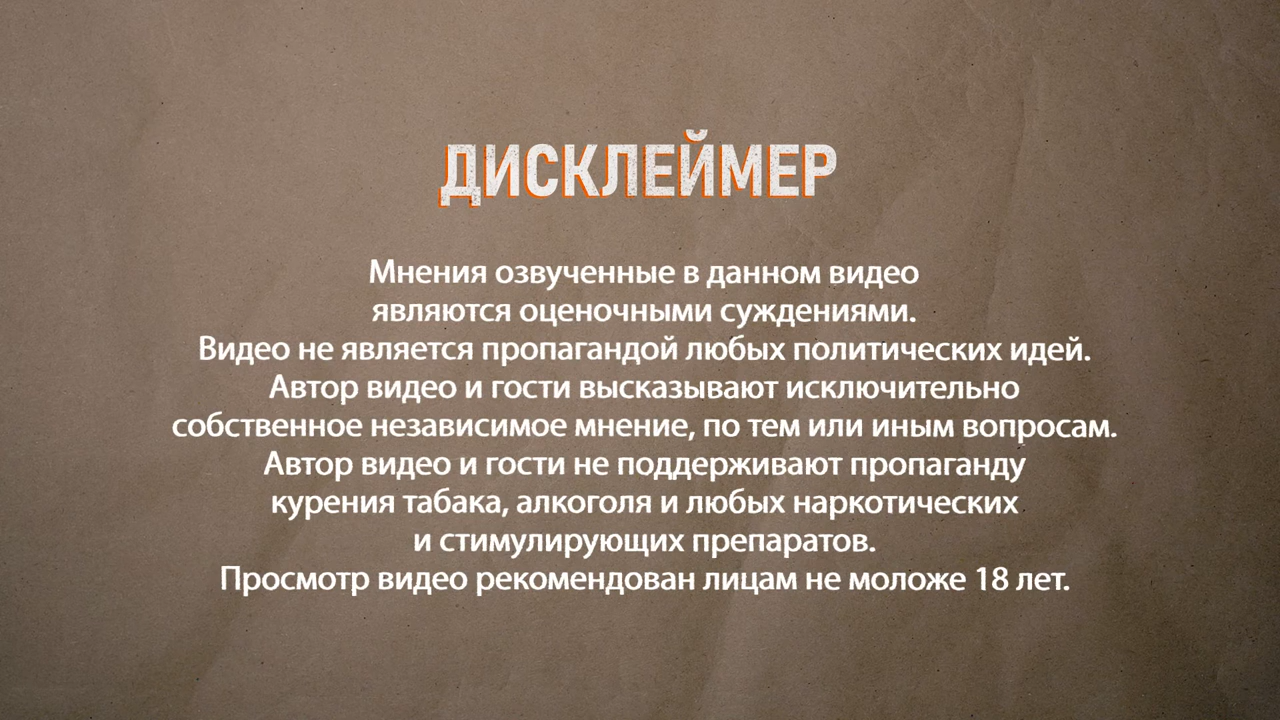 ДИСКЛЕЙМЕР
Мнения озвученные в данном видео
являются оценочными суждениями.
Видео не является пропагандой любых политических идей.
Автор видео и гости высказывают исключительно
собственное независимое мнение, по тем или иным вопросам.
Автор видео и гости не поддерживают пропаганду
курения табака, алкоголя и любых наркотических
и стимулирующих препаратов.
Просмотр видео рекомендован лицам не моложе 18 лет.